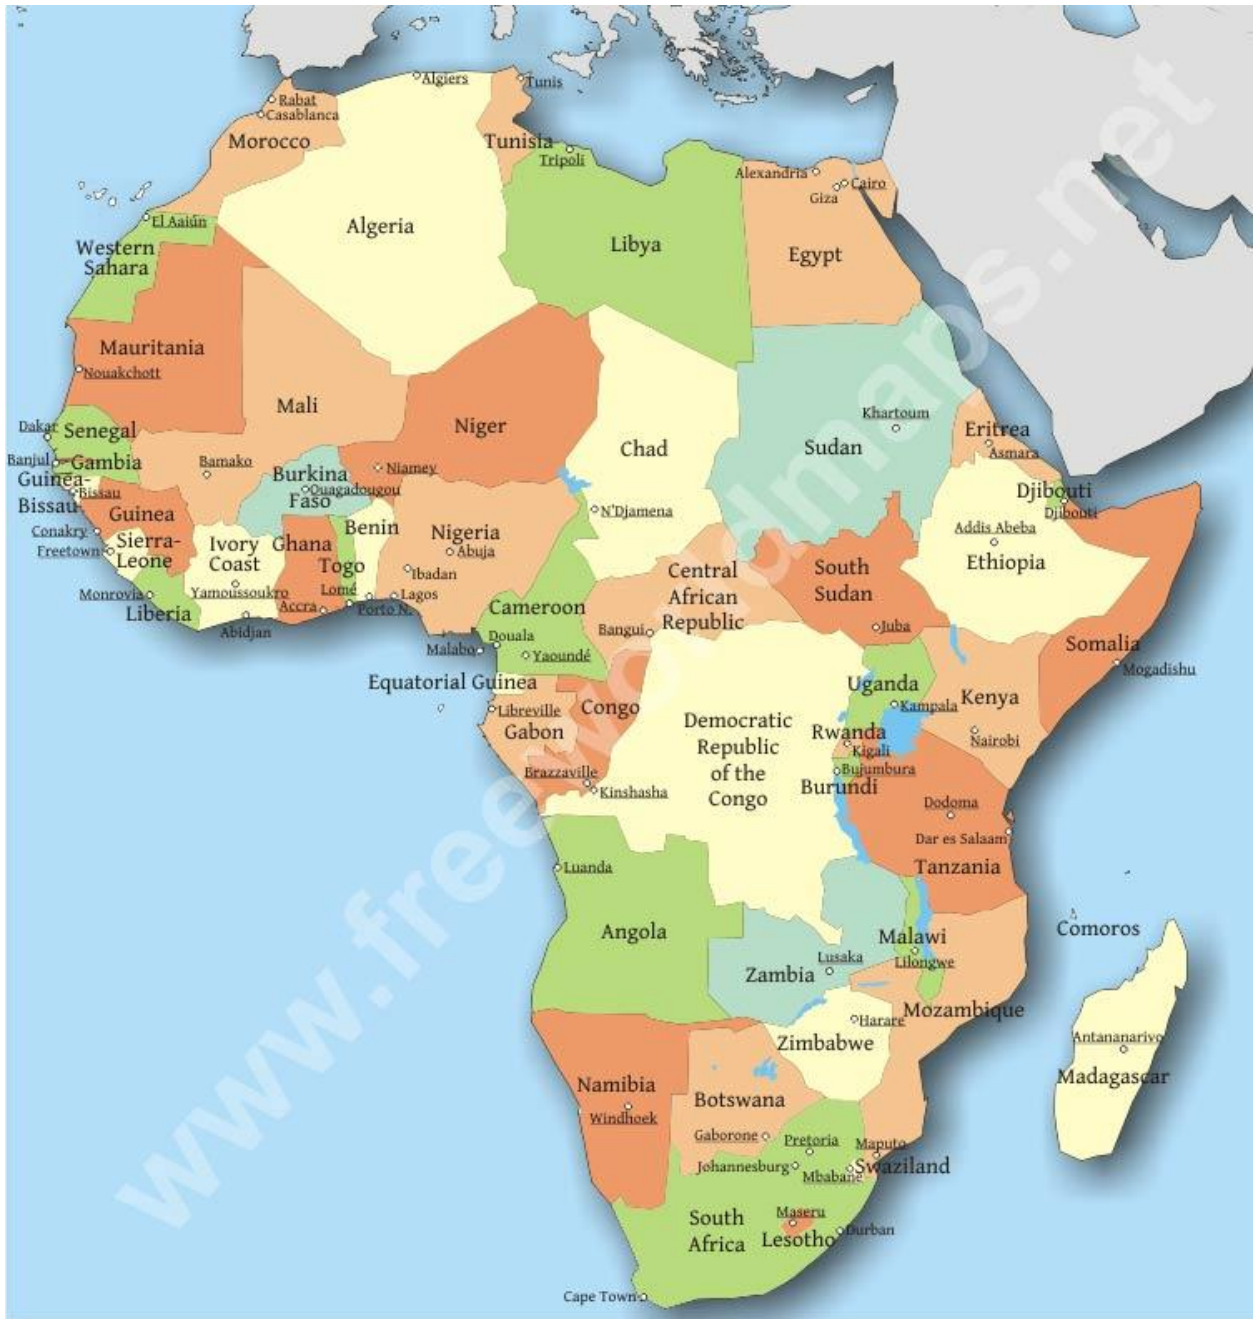 Algiers
Tunis
Rabat
Casablanca
Morocco
Tunisia
Tripoli
Alexandria
Cairo
Giza
El Aaiún
Algeria
Libya
Egypt
Western
Sahara
Mauritania
Nouakchott
Mali
Niger
Chad
Sudan
Khartoum
Eritrea
Asmara
Dakar
Senegal
Banjul
Gambia
Guinea-
Bissau
Bissau
Bamako
Burkina
Faso
Ouagadougou
Niamey
N'Djamena
Djibouti
Djibouti
Guinea
Conakry
Freetown
Sierra-
Leone
Ivory
Coast
Yamoussoukro
Ghana
Togo
Benin
Nigeria
Abuja
Ibadan
Lagos
Lomé
Porto N.
Accra
Abidjan
Monrovia
Liberia
Addis Abeba
Ethiopia
South
Sudan
Juba
Central
African
Republic
Bangui
Cameroon
Douala
Yaoundé
Malabo
Equatorial Guinea
Somalia
Mogadishu
Uganda
Kampala
Kenya
Nairobi
Libreville
Gabon
Congo
Democratic
Republic
of the
Congo
Rwanda
Kigali
Bujumbura
Burundi
Brazzaville
Kinshasha
Dodoma
Dar es Salaam
Tanzania
Luanda
Angola
Zambia
Lusaka
Malawi
Lilongwe
Comoros
Mozambique
Harare
Zimbabwe
Antananarivo
Madagascar
Namibia
Windhoek
Botswana
Gaborone
Pretoria
Johannesburg
Maputo
Mbabane
Swaziland
Maseru
Lesotho
South
Africa
Durban
Cape Town
www.freeworldmaps.net